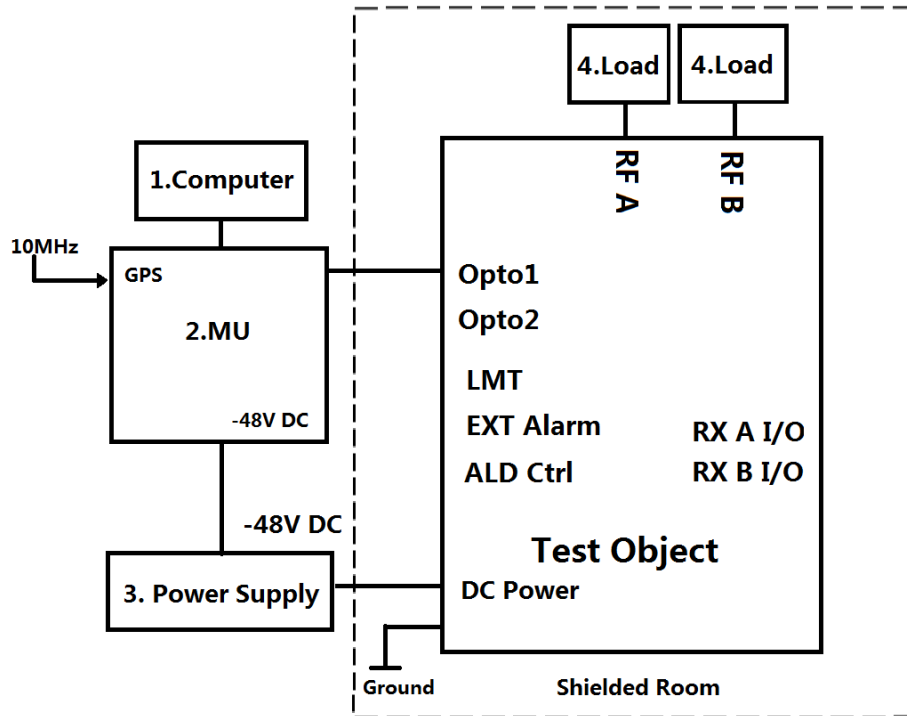 4.Load
4.Load
RF A
RF B
1.Computer
10MHz
GPS
Opto1
2.MU
Opto2
LMT
-48V DC
EXT Alarm
RX A I/O
ALD Ctrl
RX B I/O
-48V DC
Test Object
3. Power Supply
DC Power
Ground
Shielded Room